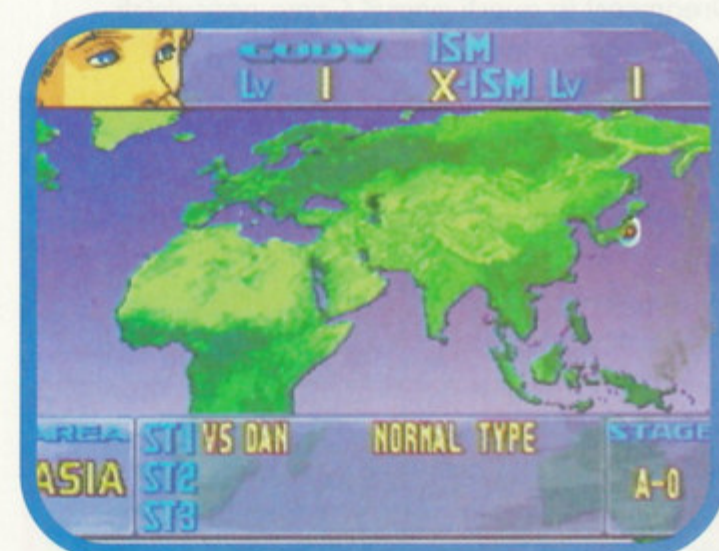 CODY ISM
Lv 1 X-ISM Lv 1
AREA ST1 VS DAN NORMAL TYPE STAGE
ASIA ST2 A-0
ST3